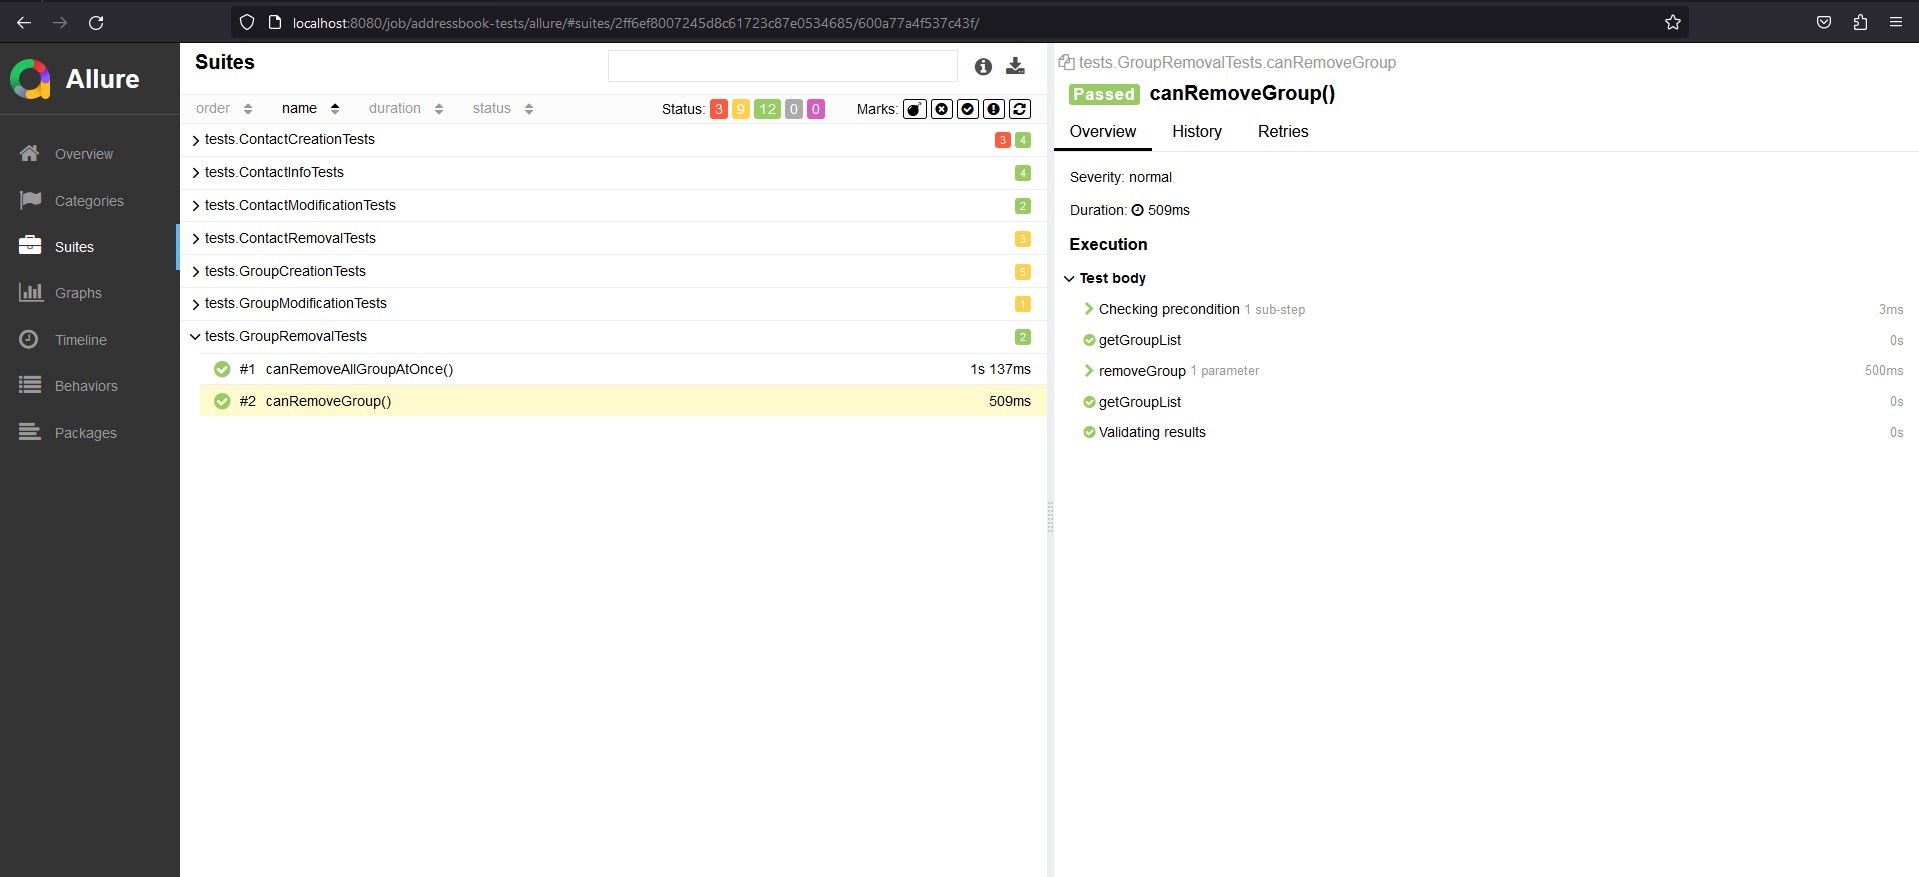 localhost:8080/job/addressbook-tests/allure/#suites/2ff6ef8007245d8c61723c87e0534685/600a77a4f537c43f/
Allure
Overview
Categories
Suites
Graphs
Timeline
Behaviors
Packages
Suites
order name duration status Status: 3 9 12 0 0 Marks:
tests.ContactCreationTests 3 4
tests.ContactInfoTests 4
tests.ContactModificationTests 2
tests.ContactRemovalTests 3
tests.GroupCreationTests 5
tests.GroupModificationTests 1
tests.GroupRemovalTests 2
#1 canRemoveAllGroupAtOnce() 1s 137ms
#2 canRemoveGroup() 509ms
tests.GroupRemovalTests.canRemoveGroup
Passed canRemoveGroup()
Overview History Retries
Severity: normal
Duration: 509ms
Execution
Test body
Checking precondition 1 sub-step 3ms
getGroupList 0s
removeGroup 1 parameter 500ms
getGroupList 0s
Validating results 0s